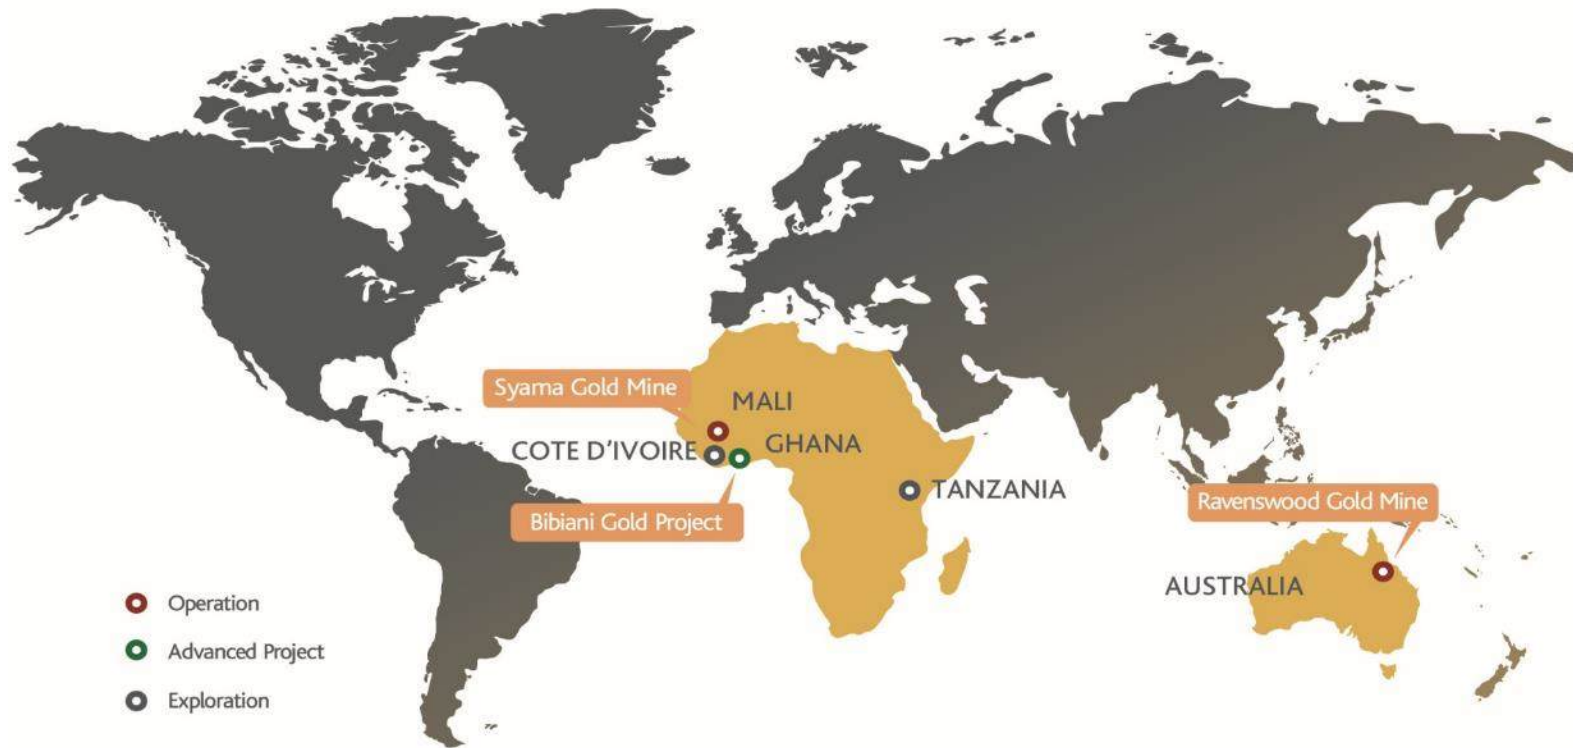 Syama Gold Mine
MALI
COTE D'IVOIRE
GHANA
TANZANIA
Bibiani Gold Project
Ravenswood Gold Mine
AUSTRALIA
Operation
Advanced Project
Exploration